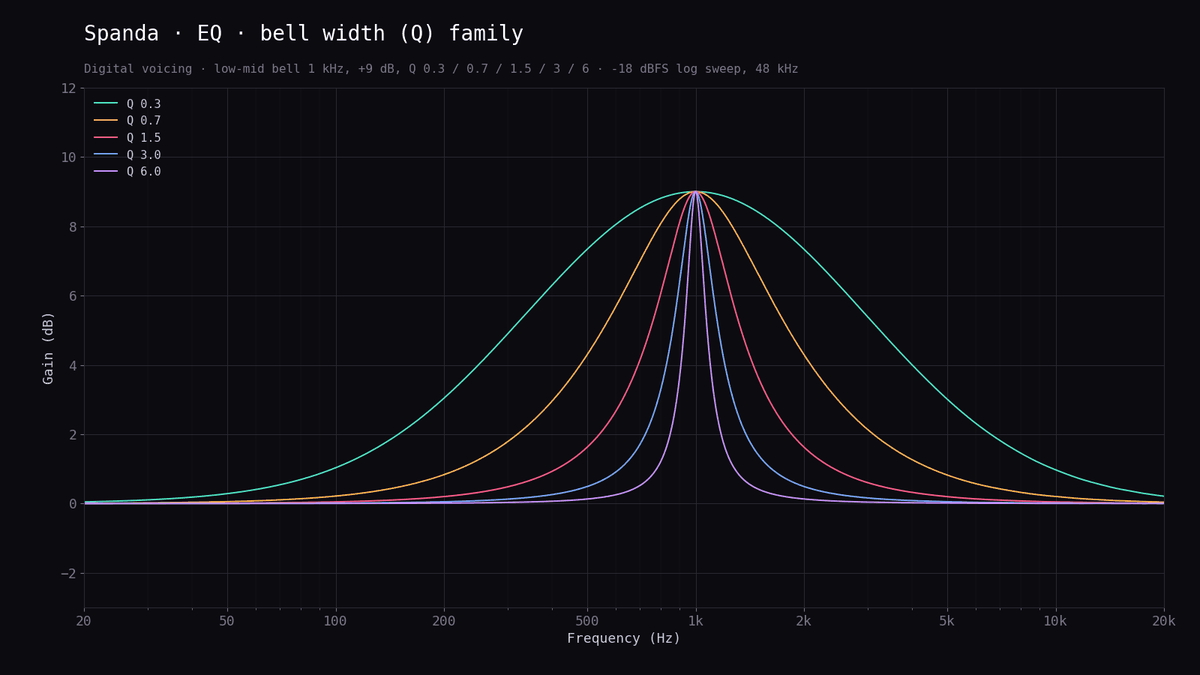 Spanda · EQ · bell width (Q) family
Digital voicing · low-mid bell 1 kHz, +9 dB, Q 0.3 / 0.7 / 1.5 / 3 / 6 · -18 dBFS log sweep, 48 kHz
Q 0.3
Q 0.7
Q 1.5
Q 3.0
Q 6.0
12
10
8
6
4
2
0
−2
Gain (dB)
20 50 100 200 500 1k 2k 5k 10k 20k
Frequency (Hz)